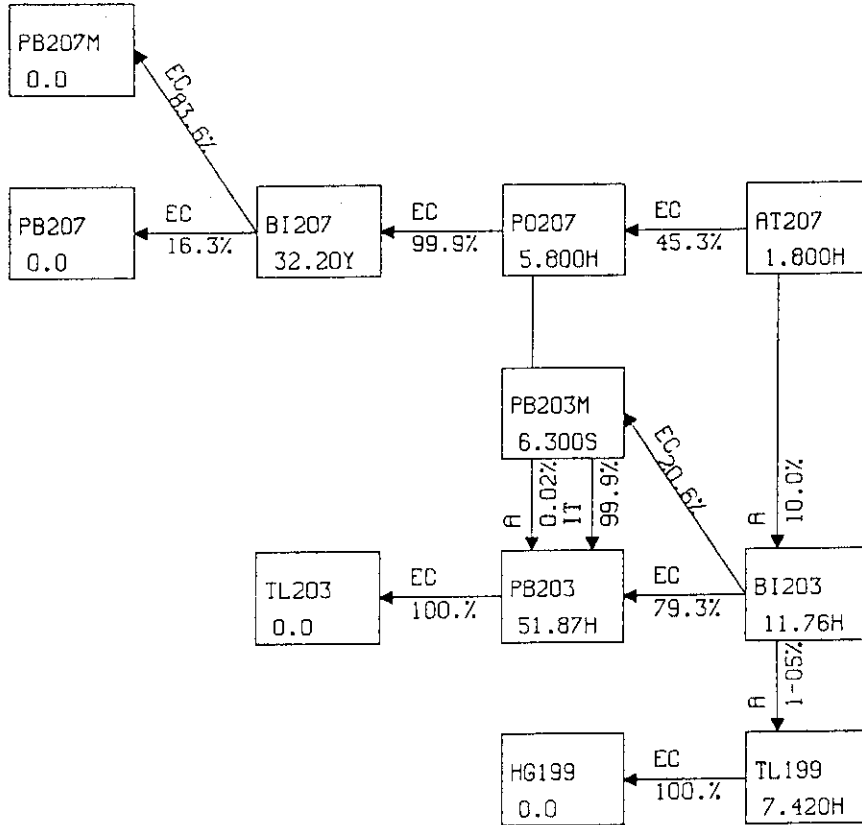 PB207M
0.0
EC
83.6%
PB207
0.0
EC
16.3%
BI207
32.20Y
EC
99.9%
PO207
5.800H
EC
45.3%
AT207
1.800H
PB203M
6.300S
EC
20.6%
A
0.02%
IT
99.9%
A
10.0%
TL203
0.0
EC
100.%
PB203
51.87H
EC
79.3%
BI203
11.76H
A
1-05%
HG199
0.0
EC
100.%
TL199
7.420H